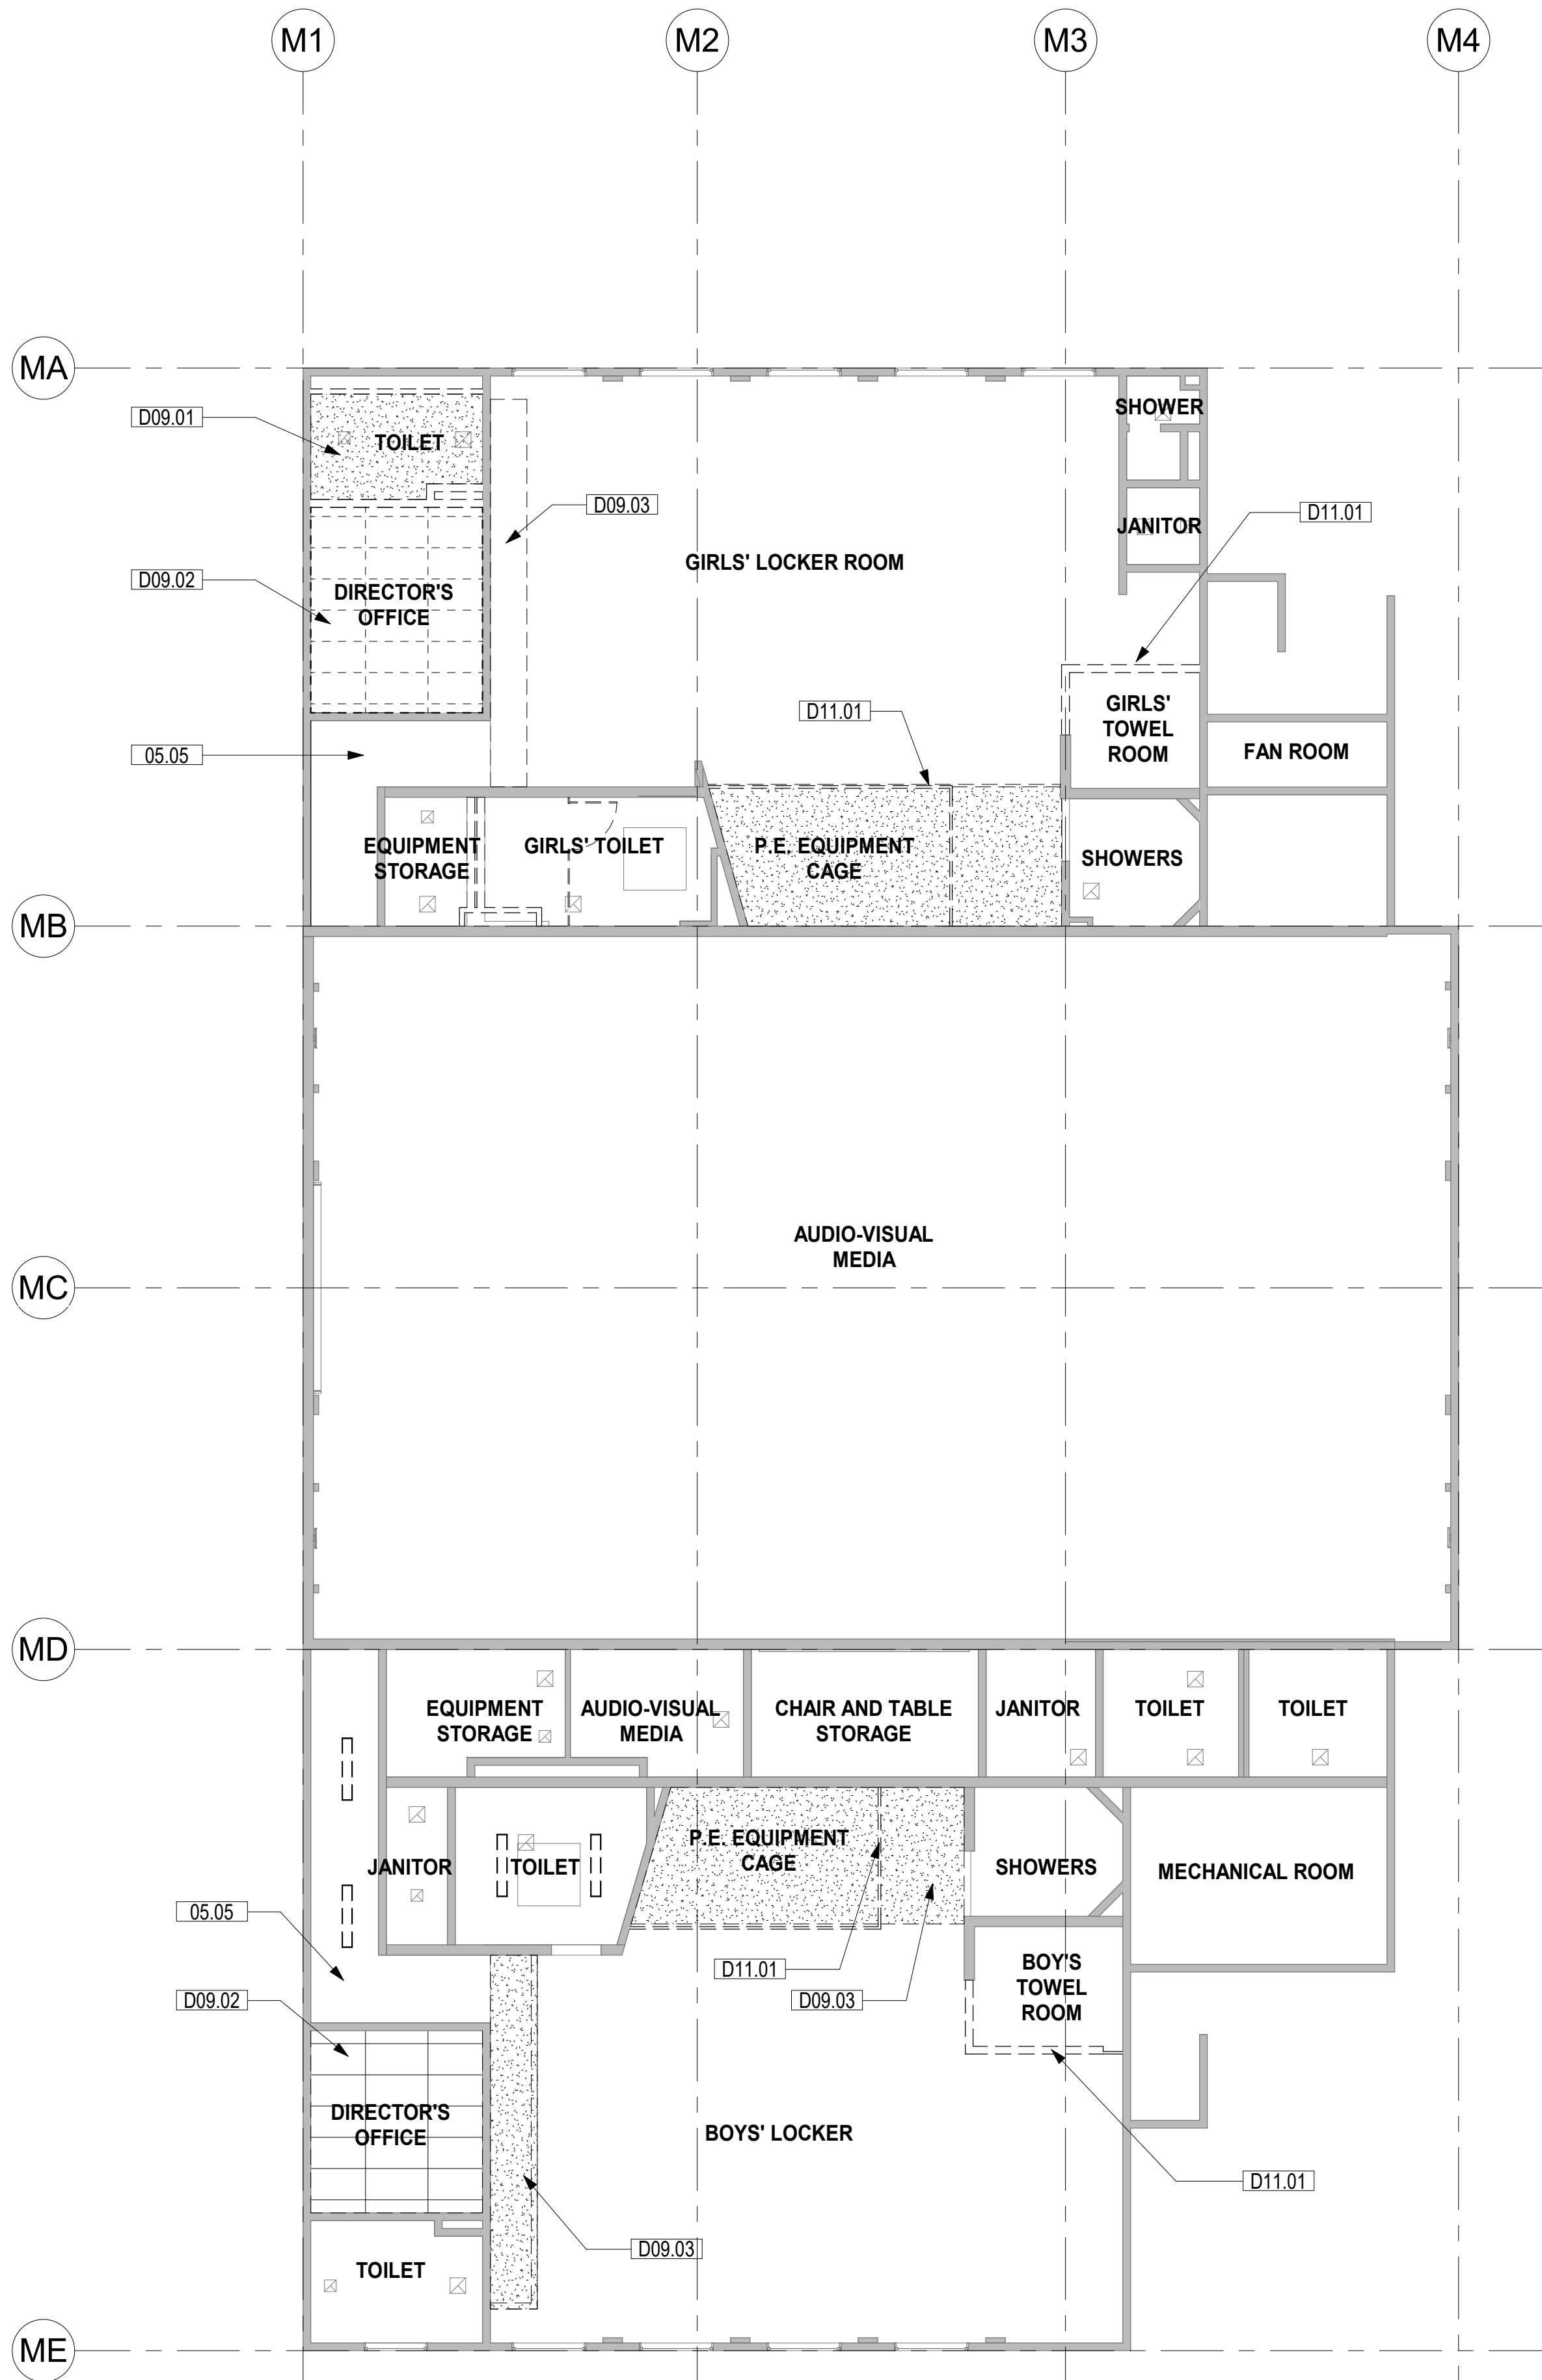 M1
M2
M3
M4
MA
D09.01
SHOWER
TOILET
D09.03
D11.01
JANITOR
GIRLS' LOCKER ROOM
D09.02
DIRECTOR'S
OFFICE
D11.01
GIRLS'
TOWEL
ROOM
05.05
FAN ROOM
EQUIPMENT
STORAGE
GIRLS' TOILET
P.E. EQUIPMENT
CAGE
SHOWERS
MB
AUDIO-VISUAL
MEDIA
MC
MD
EQUIPMENT
STORAGE
AUDIO-VISUAL
MEDIA
CHAIR AND TABLE
STORAGE
JANITOR
TOILET
TOILET
P.E. EQUIPMENT
CAGE
JANITOR
TOILET
SHOWERS
MECHANICAL ROOM
05.05
D11.01
BOY'S
TOWEL
ROOM
D09.02
D09.03
DIRECTOR'S
OFFICE
BOYS' LOCKER
D11.01
D09.03
TOILET
ME